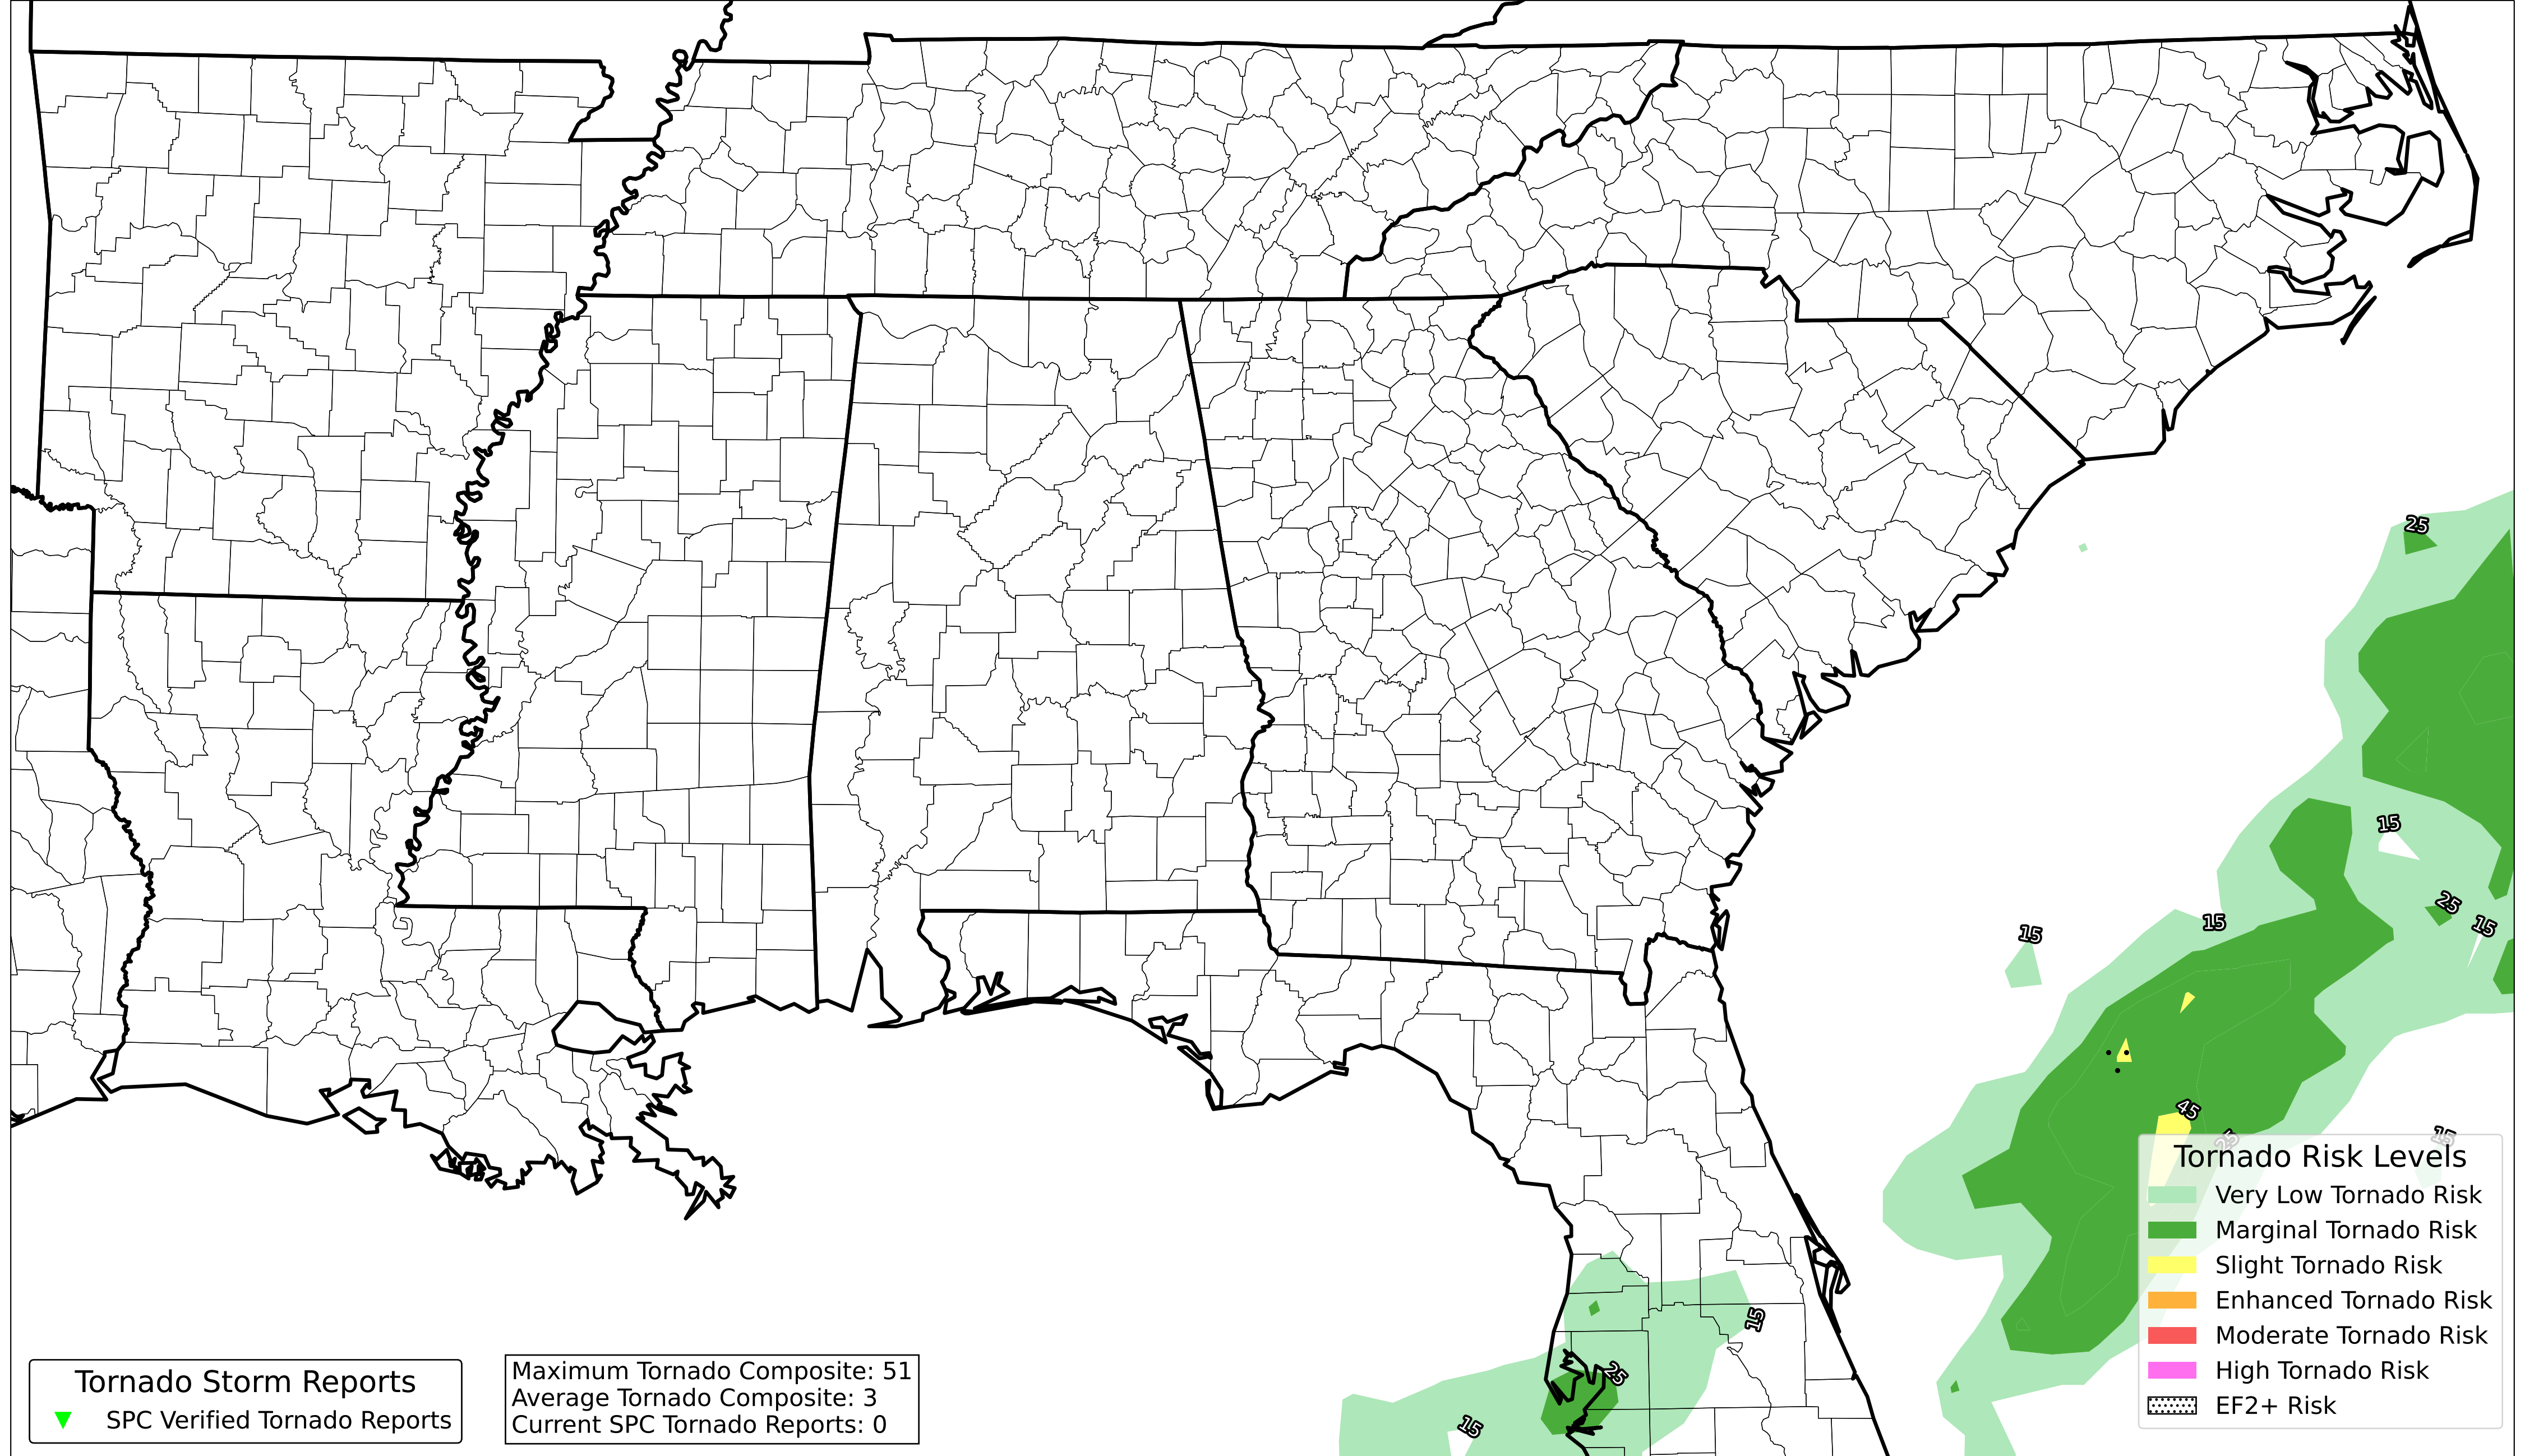 25
15
25
15
15
15
45
25
15
15
25
15
Tornado Risk Levels
Very Low Tornado Risk
Marginal Tornado Risk
Slight Tornado Risk
Enhanced Tornado Risk
Moderate Tornado Risk
High Tornado Risk
EF2+ Risk
Tornado Storm Reports
SPC Verified Tornado Reports
Maximum Tornado Composite: 51
Average Tornado Composite: 3
Current SPC Tornado Reports: 0